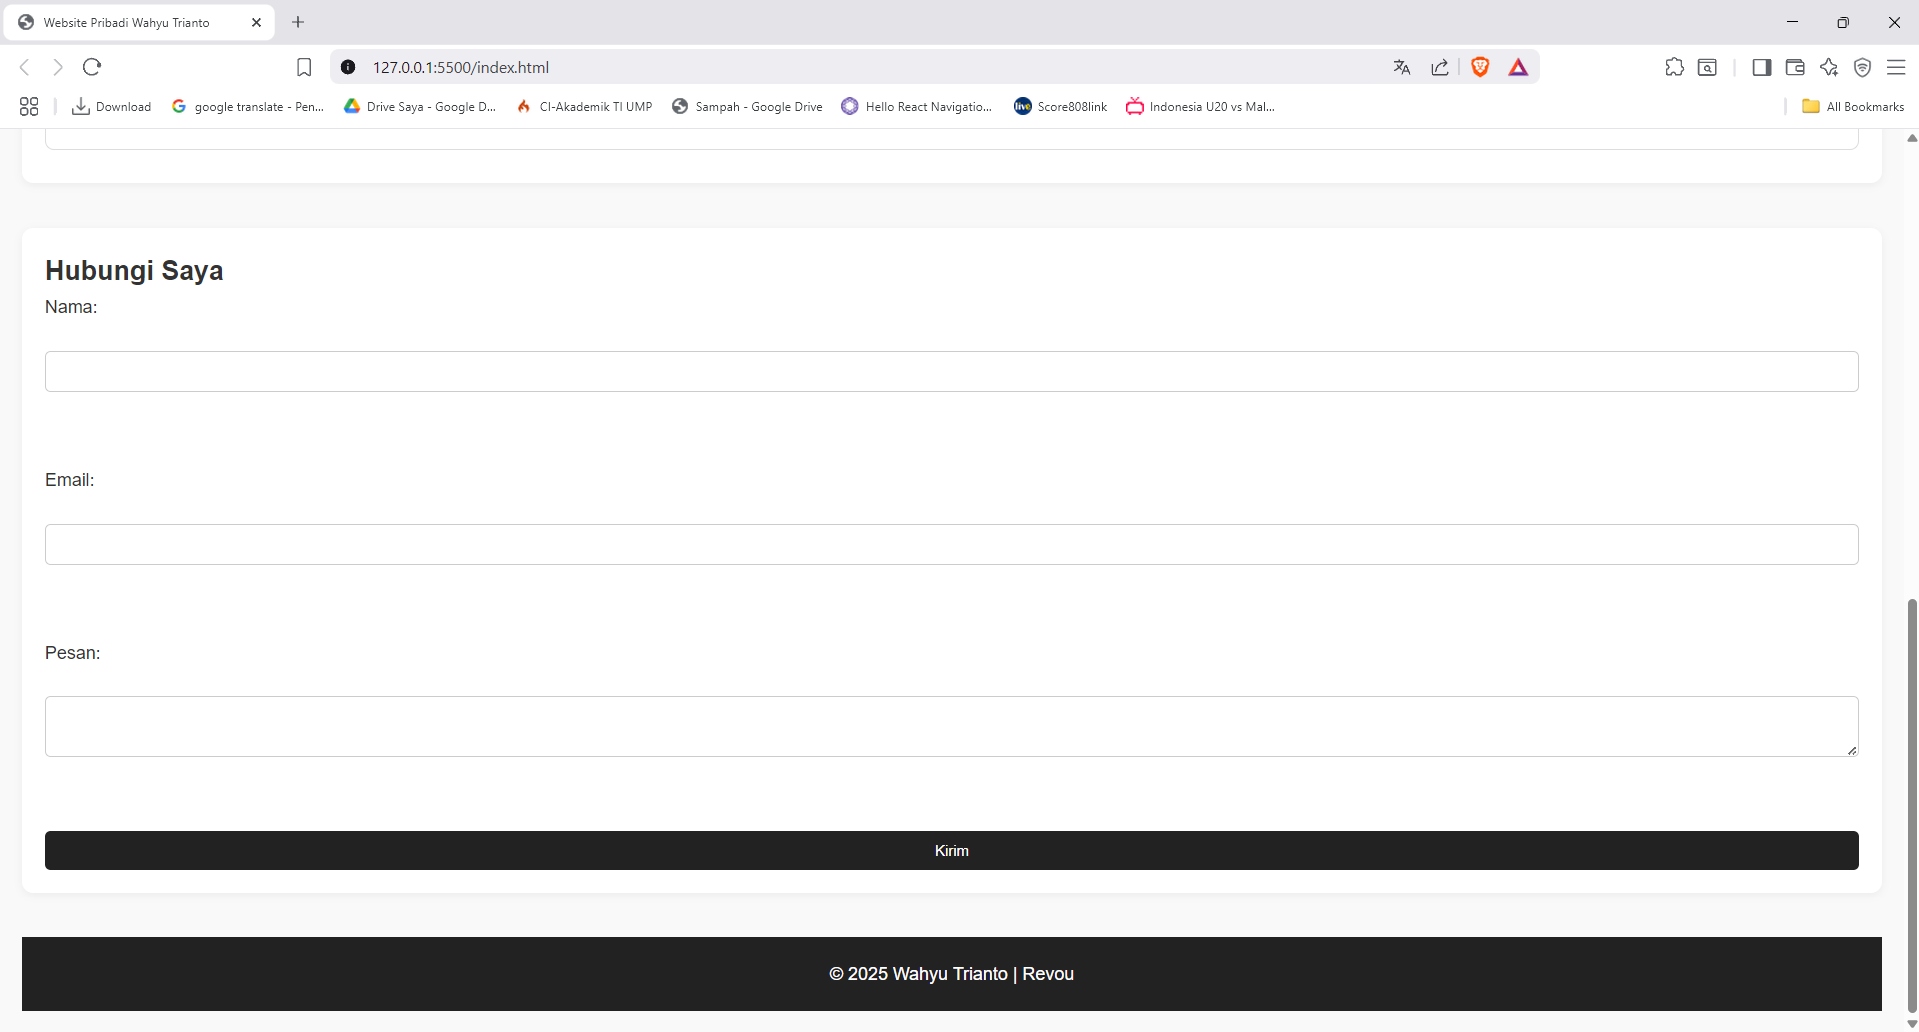 Website Pribadi Wahyu Trianto
127.0.0.1:5500/index.html
Download
google translate - Pen...
Drive Saya - Google D...
CI-Akademik TI UMP
Sampah - Google Drive
Hello React Navigatio...
live
Score808link
Indonesia U20 vs Mal...
All Bookmarks
Hubungi Saya
Nama:
Email:
Pesan:
Kirim
© 2025 Wahyu Trianto | Revou